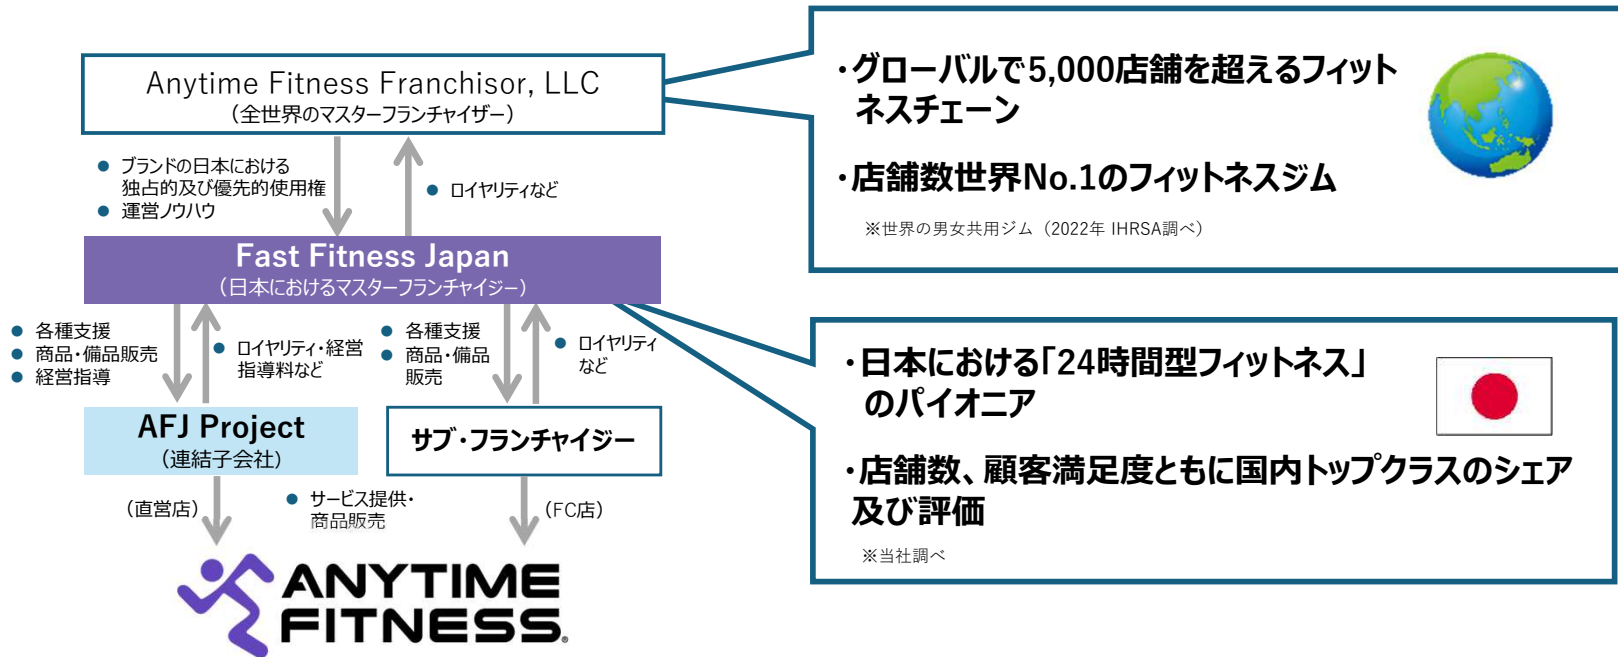 Anytime Fitness Franchisor, LLC
（全世界のマスターフランチャイザー）
● ブランドの日本における
独占的及び優先的使用権
● 運営ノウハウ
● ロイヤリティなど
Fast Fitness Japan
（日本におけるマスターフランチャイジー）
● 各種支援
● 商品・備品販売
● 経営指導
● ロイヤリティ・経営
指導料など
● 各種支援
● 商品・備品
販売
● ロイヤリティ
など
AFJ Project
（連結子会社）
サブ・フランチャイジー
（直営店）
● サービス提供・
商品販売
（FC店）
ANYTIME
FITNESS®
・グローバルで5,000店舗を超えるフィット
ネスチェーン
・店舗数世界No.1のフィットネスジム
※世界の男女共用ジム（2022年 IHRSA調べ）
・日本における「24時間型フィットネス」
のパイオニア
・店舗数、顧客満足度ともに国内トップクラスのシェア
及び評価
※当社調べ